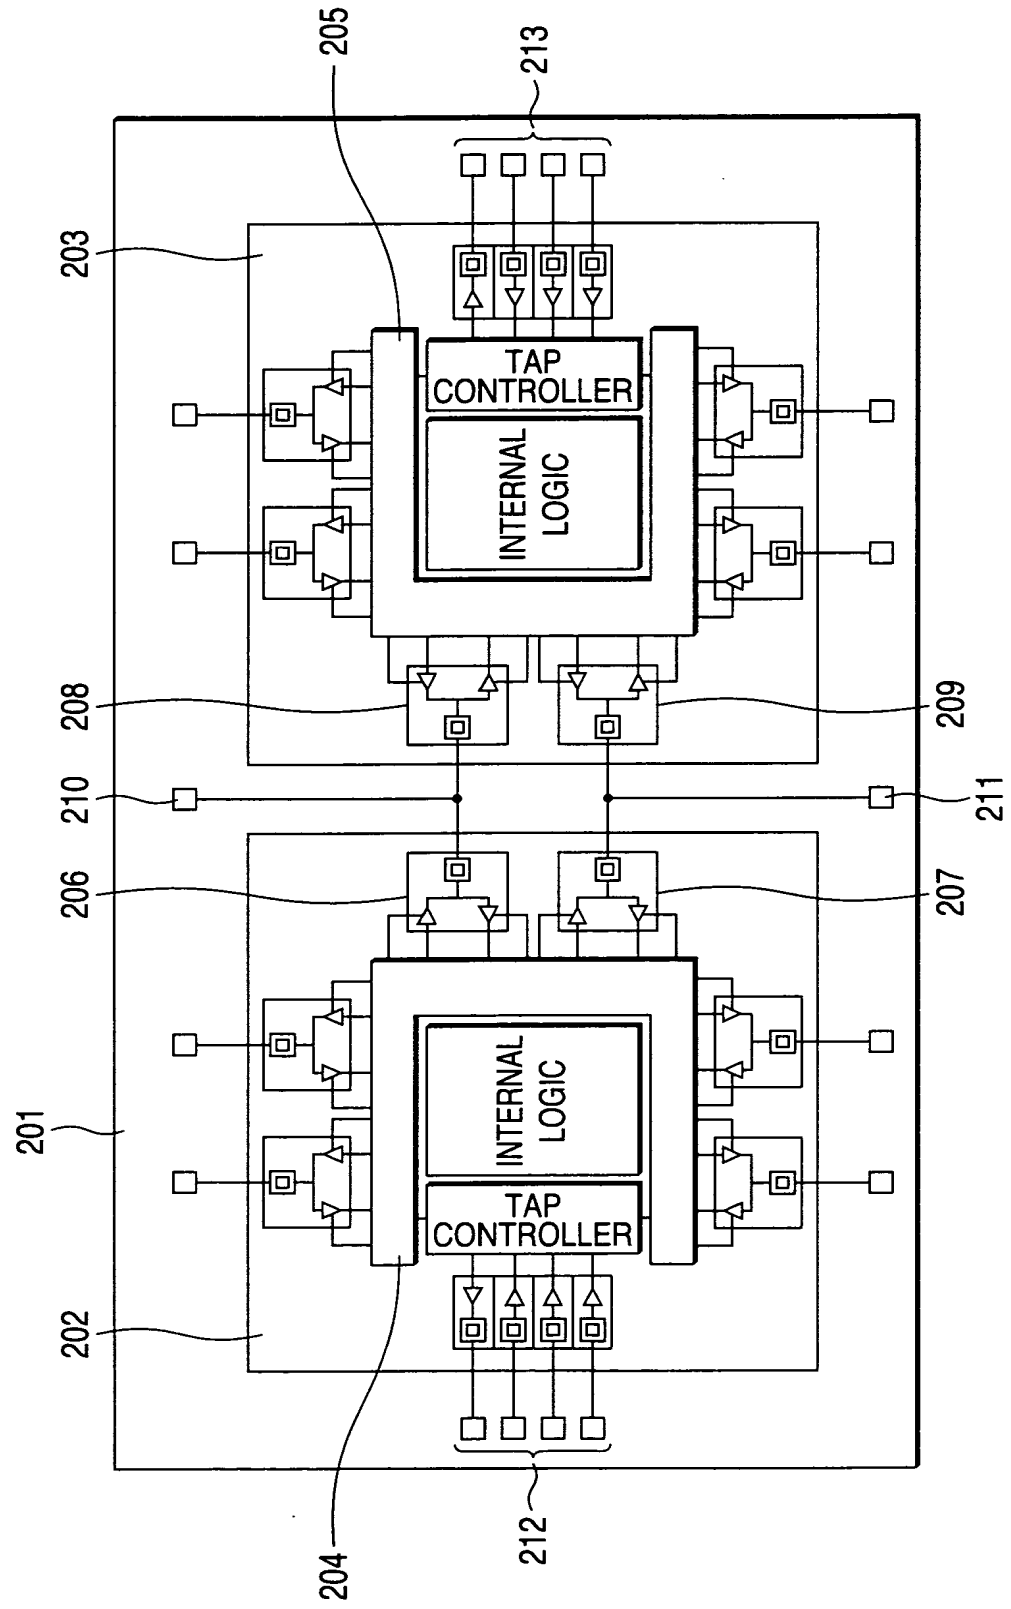 205
213
203
TAP
CONTROLLER
INTERNAL
LOGIC
208
209
210
211
206
207
INTERNAL
LOGIC
201
TAP
CONTROLLER
202
212
204